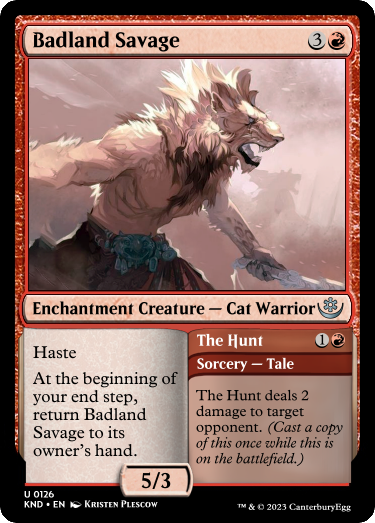 Badland Savage 3
Enchantment Creature — Cat Warrior
Haste
At the beginning of
your end step,
return Badland
Savage to its
owner's hand.
The Hunt 1
Sorcery — Tale
The Hunt deals 2
damage to target
opponent. (Cast a copy
of this once while this is
on the battlefield.)
5/3
U 0126
KND • EN Kristen Plescow
™ & © 2023 CanterburyEgg